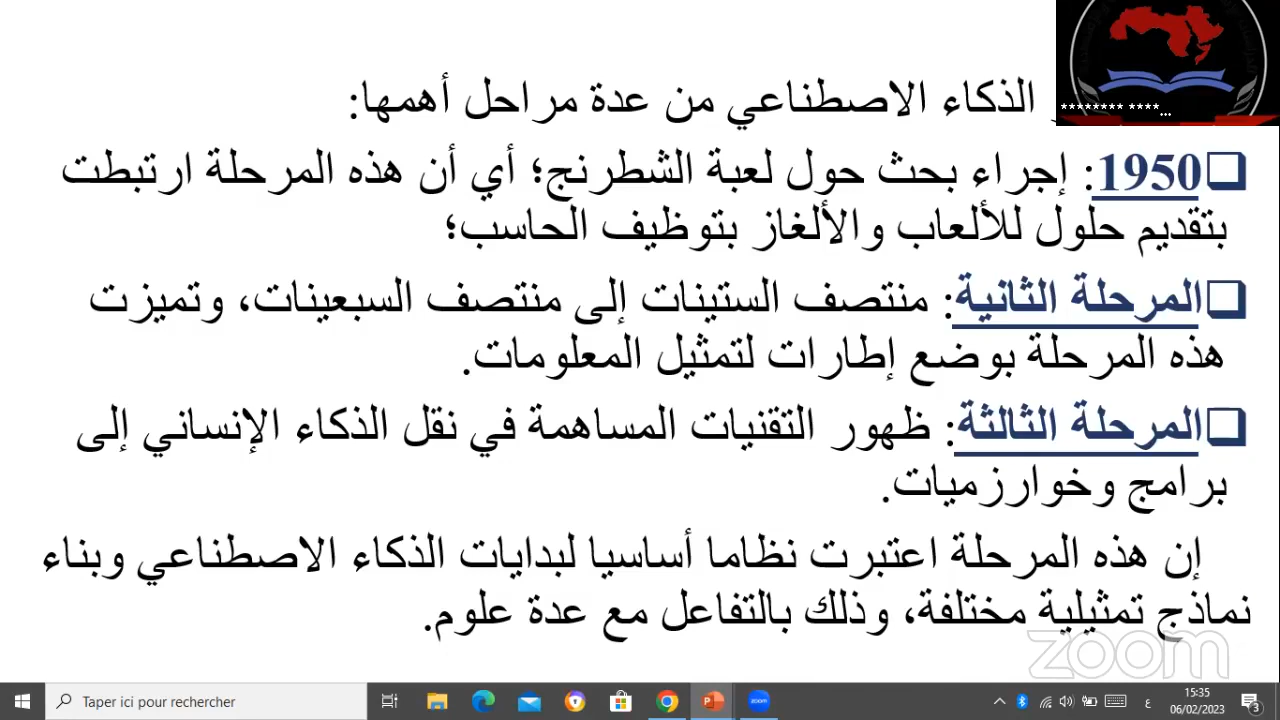 الذكاء الاصطناعي من عدة مراحل أهمها:
******** ****...
1950: إجراء بحث حول لعبة الشطرنج؛ أي أن هذه المرحلة ارتبطت
بتقديم حلول للألعاب والألغاز بتوظيف الحاسب؛
المرحلة الثانية: منتصف الستينات إلى منتصف السبعينات، وتميزت
هذه المرحلة بوضع إطارات لتمثيل المعلومات.
المرحلة الثالثة: ظهور التقنيات المساهمة في نقل الذكاء الإنساني إلى
برامج وخوارزميات.
إن هذه المرحلة اعتبرت نظاما أساسيا لبدايات الذكاء الاصطناعي وبناء
نماذج تمثيلية مختلفة، وذلك بالتفاعل مع عدة علوم.
zoom
Taper ici pour rechercher
zoom
ع
15:35
06/02/2023
3